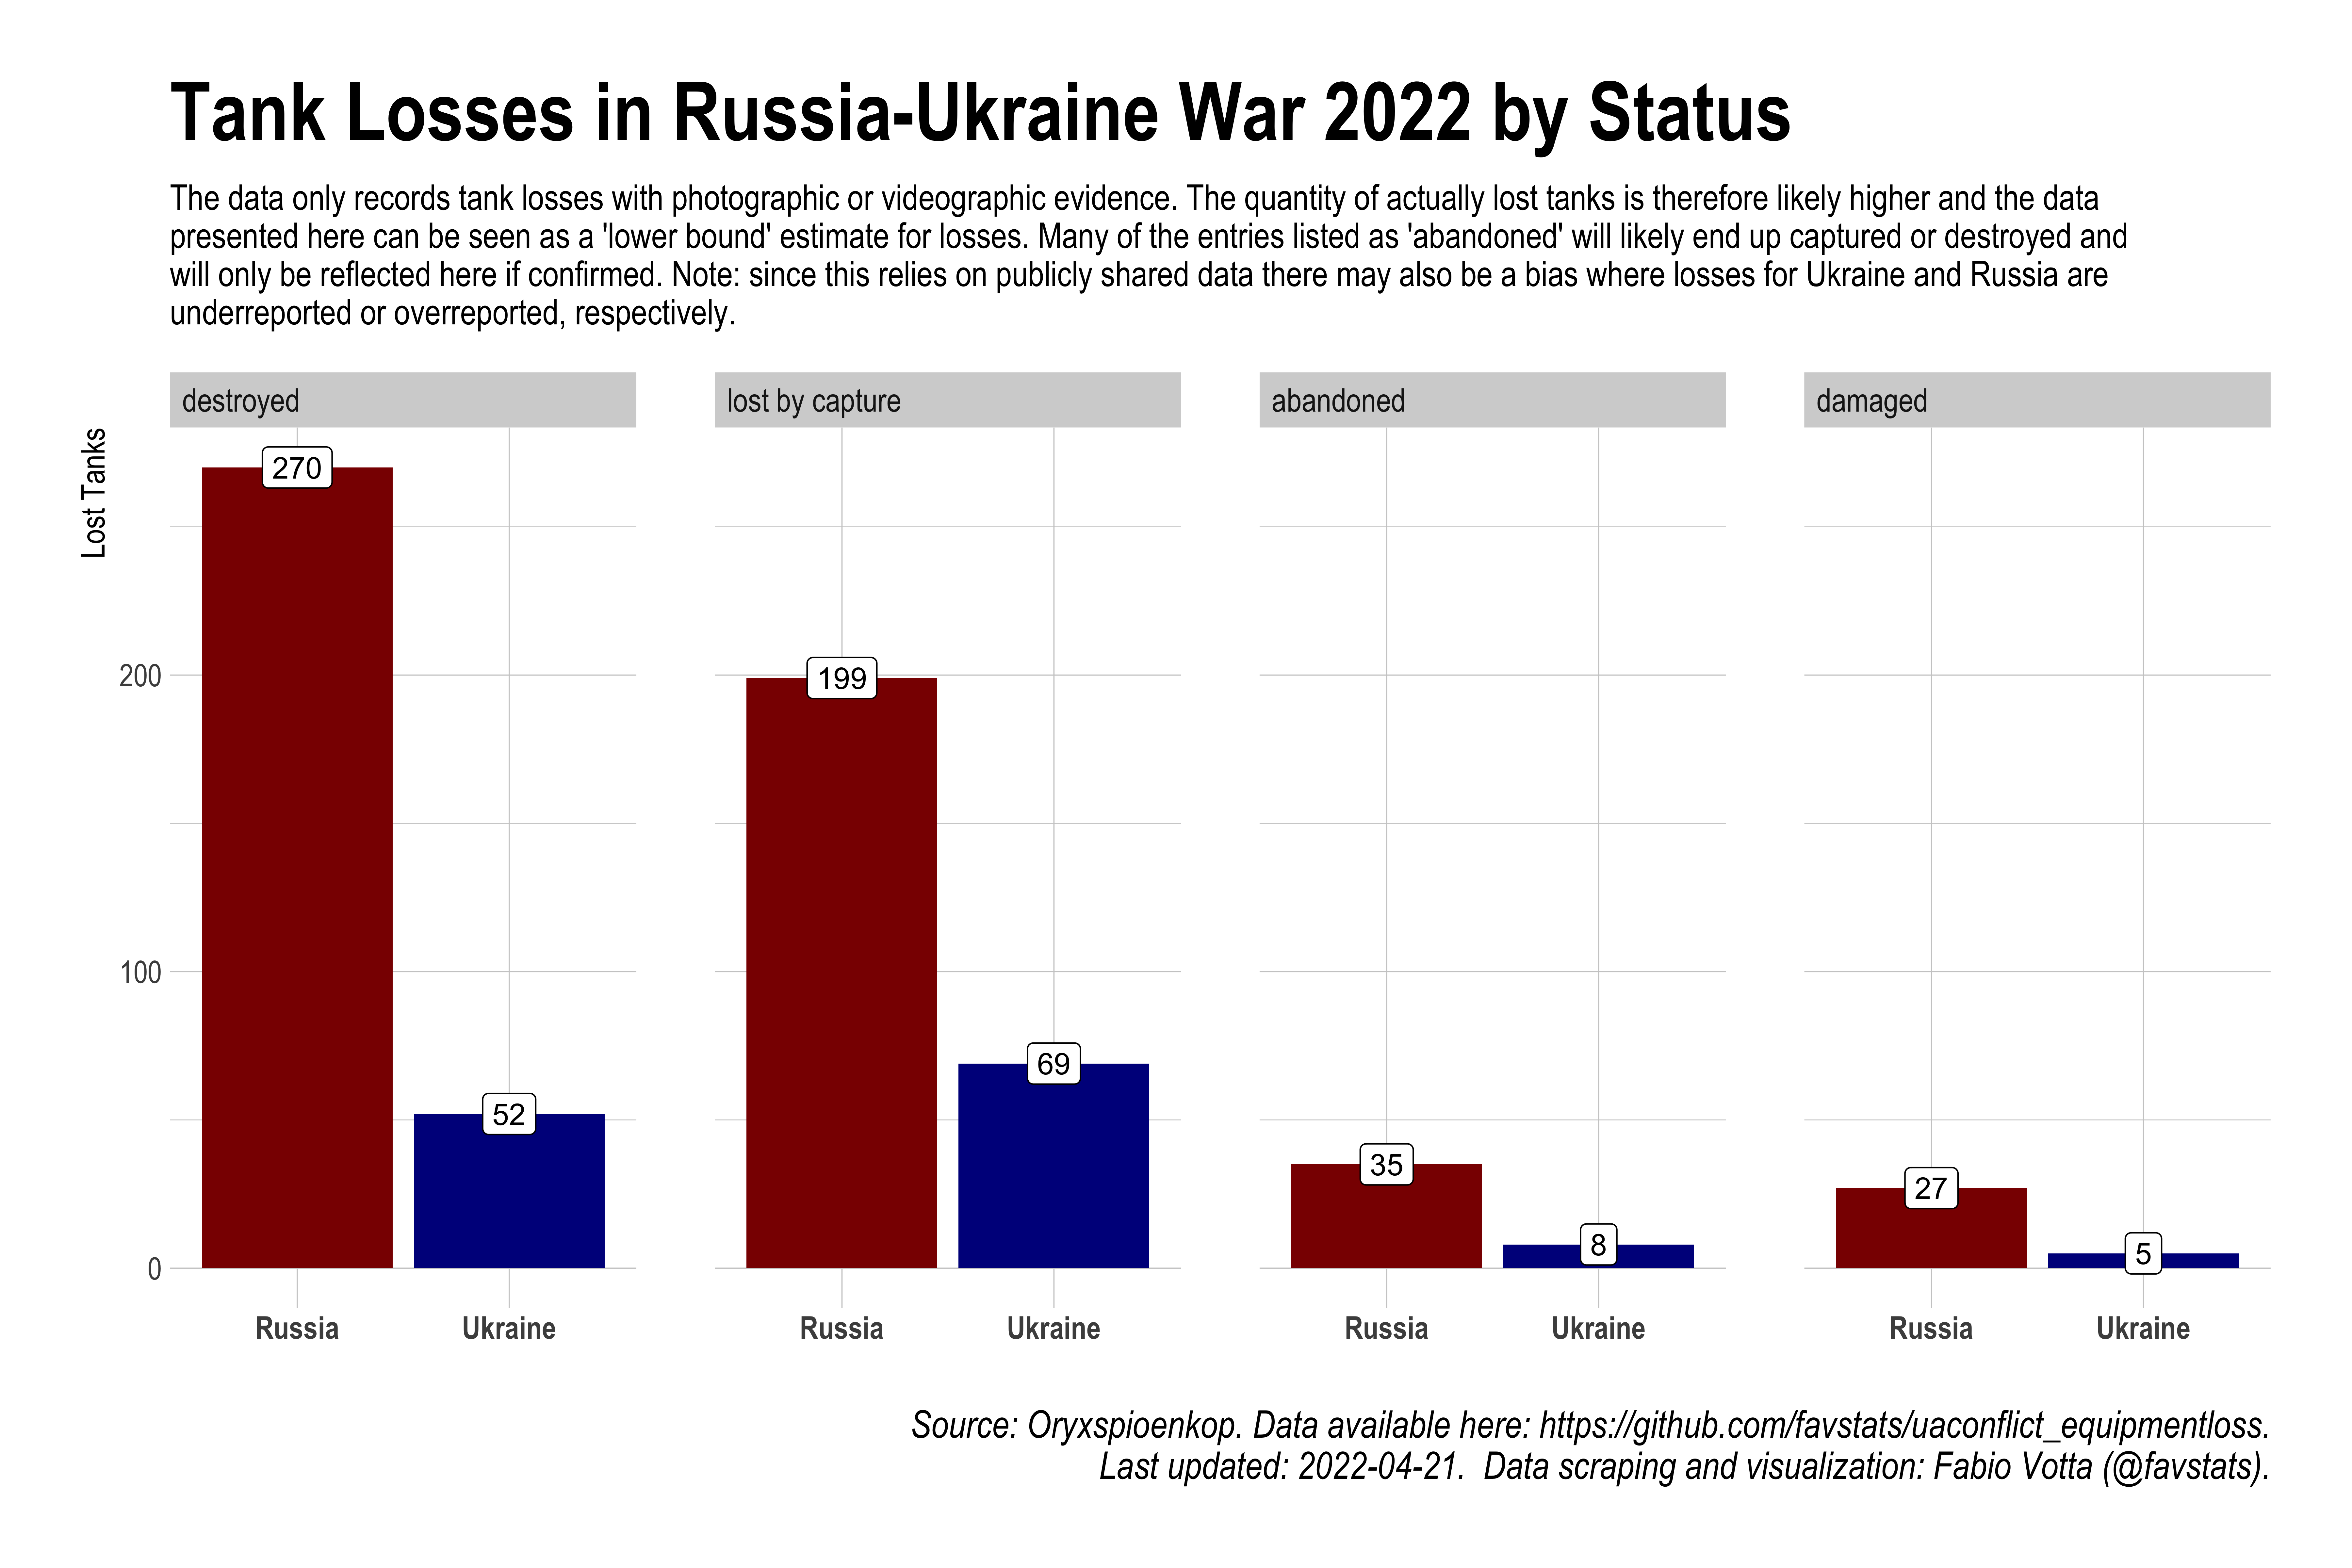 Tank Losses in Russia-Ukraine War 2022 by Status
The data only records tank losses with photographic or videographic evidence. The quantity of actually lost tanks is therefore likely higher and the data
presented here can be seen as a 'lower bound' estimate for losses. Many of the entries listed as 'abandoned' will likely end up captured or destroyed and
will only be reflected here if confirmed. Note: since this relies on publicly shared data there may also be a bias where losses for Ukraine and Russia are
underreported or overreported, respectively.
destroyed
lost by capture
abandoned
damaged
Lost Tanks
200
100
0
270
52
199
69
35
8
27
5
Russia
Ukraine
Russia
Ukraine
Russia
Ukraine
Russia
Ukraine
Source: Oryxspioenkop. Data available here: https://github.com/favstats/uaconflict_equipmentloss.
Last updated: 2022-04-21.  Data scraping and visualization: Fabio Votta (@favstats).